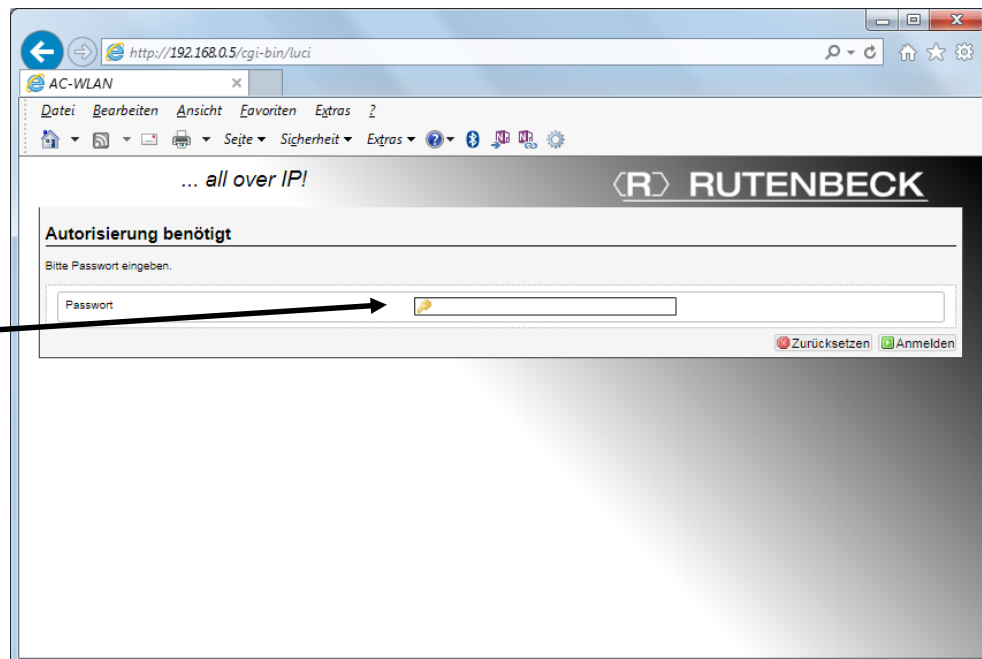 http://192.168.0.5/cgi-bin/luci
AC-WLAN
Datei Bearbeiten Ansicht Favoriten Extras ?
Seite Sicherheit Extras
... all over IP!
R RUTENBECK
Autorisierung benötigt
Bitte Passwort eingeben.
Passwort
Zurücksetzen Anmelden